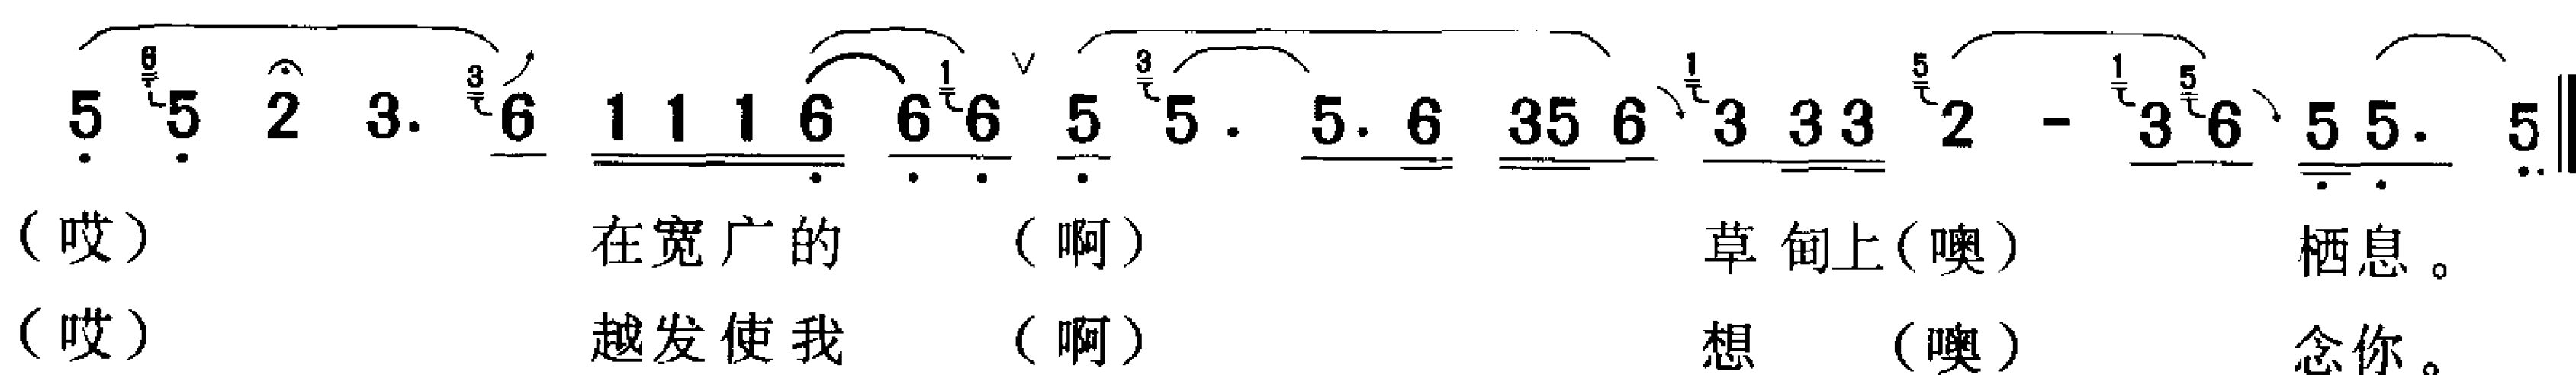 5 5 2 3. 6 1 1 1 6 6 6 5 5. 5. 6 35 6 3 3 3 2 - 3 6 5 5. 5
（哎） 在宽广的 （啊） 草甸上（噢） 栖息。
（哎） 越发使我 （啊） 想 （噢） 念你。